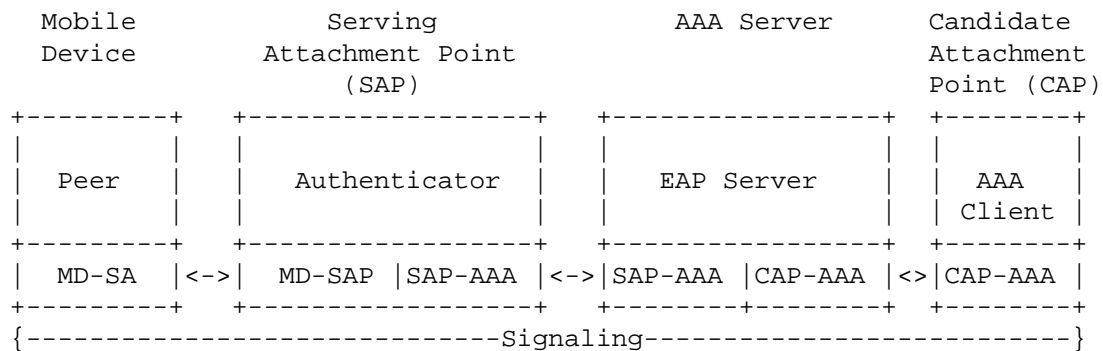 Mobile             Serving               AAA Server      Candidate
  Device        Attachment Point                           Attachment
                     (SAP)                                 Point (CAP)
+---------+   +------------------+   +-----------------+  +--------+
|         |   |                  |   |                 |  |        |
|  Peer   |   |  Authenticator   |   |   EAP Server    |  |  AAA   |
|         |   |                  |   |                 |  | Client |
+---------+   +------------------+   +-----------------+  +--------+
|  MD-SA  |<->|  MD-SAP |SAP-AAA |<->|SAP-AAA |CAP-AAA |<>|CAP-AAA |
+---------+   +------------------+   +--------+--------+  +--------+
{------------------------------Signaling---------------------------}